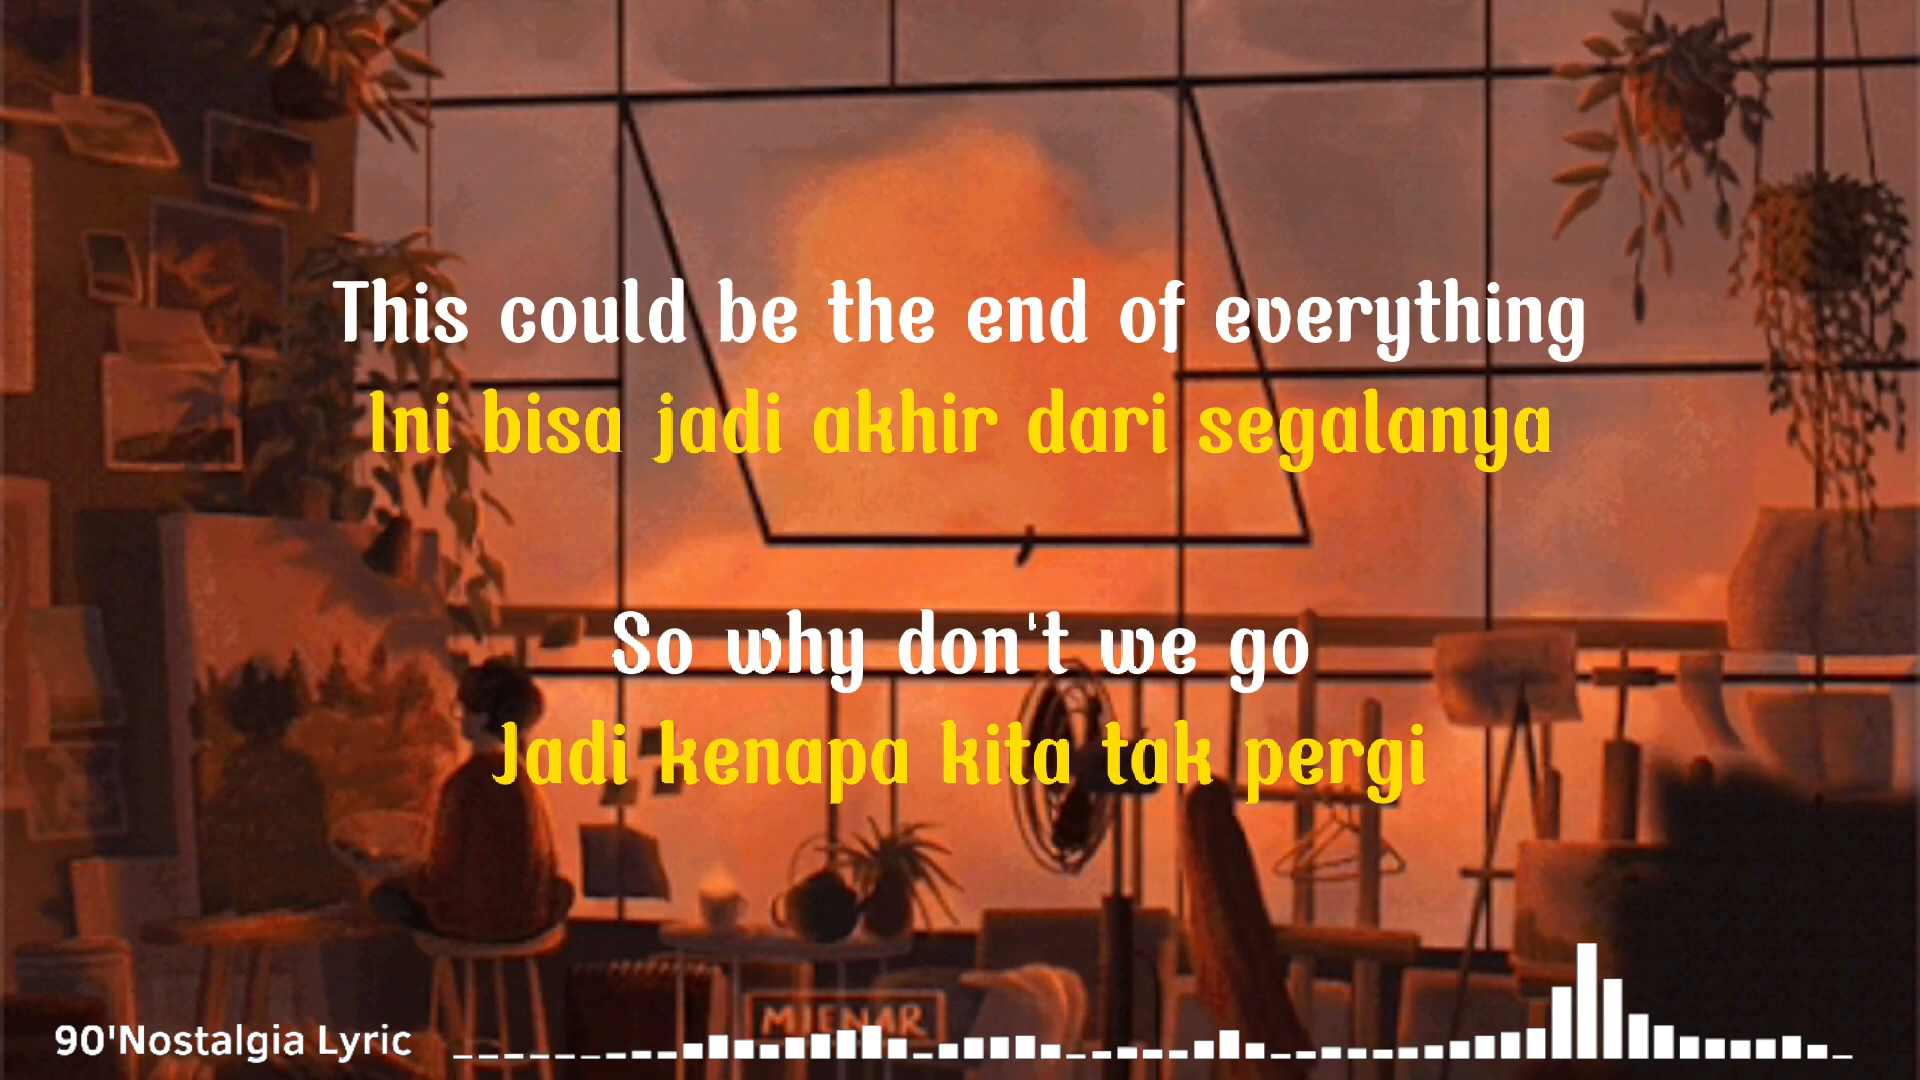 This could be the end of everything
Ini bisa jadi akhir dari segalanya
So why don't we go
Jadi kenapa kita tak pergi
MIENAR
90'Nostalgia Lyric